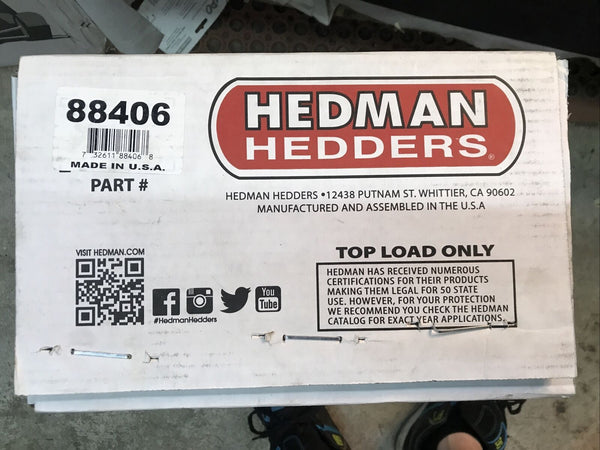 88406
7 32611 88406 8
MADE IN U.S.A.
PART #
HEDMAN
HEDDERS®
HEDMAN HEDDERS •12438 PUTNAM ST. WHITTIER, CA 90602
MANUFACTURED AND ASSEMBLED IN THE U.S.A
VISIT HEDMAN.COM
f
You
Tube
#HedmanHedders
TOP LOAD ONLY
HEDMAN HAS RECEIVED NUMEROUS
CERTIFICATIONS FOR THEIR PRODUCTS
MAKING THEM LEGAL FOR 50 STATE
USE. HOWEVER, FOR YOUR PROTECTION
WE RECOMMEND YOU CHECK THE HEDMAN
CATALOG FOR EXACT YEAR APPLICATIONS.